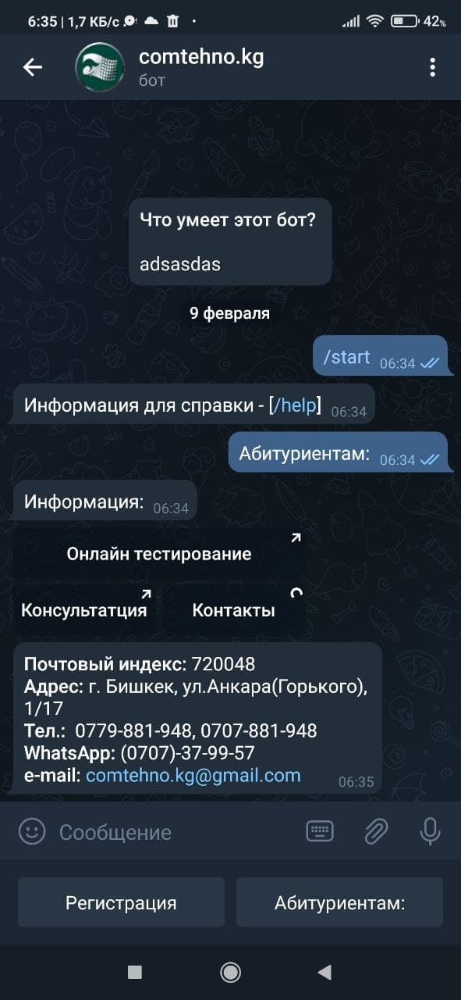 6:35 | 1,7 КБ/с
42%
comtehno.kg
бот
Что умеет этот бот?
adsasdas
9 февраля
/start 06:34
Информация для справки - [/help] 06:34
Абитуриентам: 06:34
Информация: 06:34
Онлайн тестирование
Консультатция Контакты
Почтовый индекс: 720048
Адрес: г. Бишкек, ул.Анкара(Горького),
1/17
Тел.: 0779-881-948, 0707-881-948
WhatsApp: (0707)-37-99-57
e-mail: comtehno.kg@gmail.com 06:35
Сообщение
Регистрация Абитуриентам: